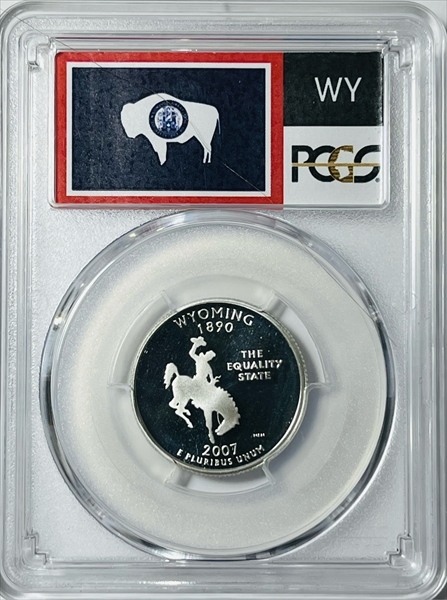 WY
PCGS
WYOMING
1890
THE
EQUALITY
STATE
2007
E PLURIBUS UNUM